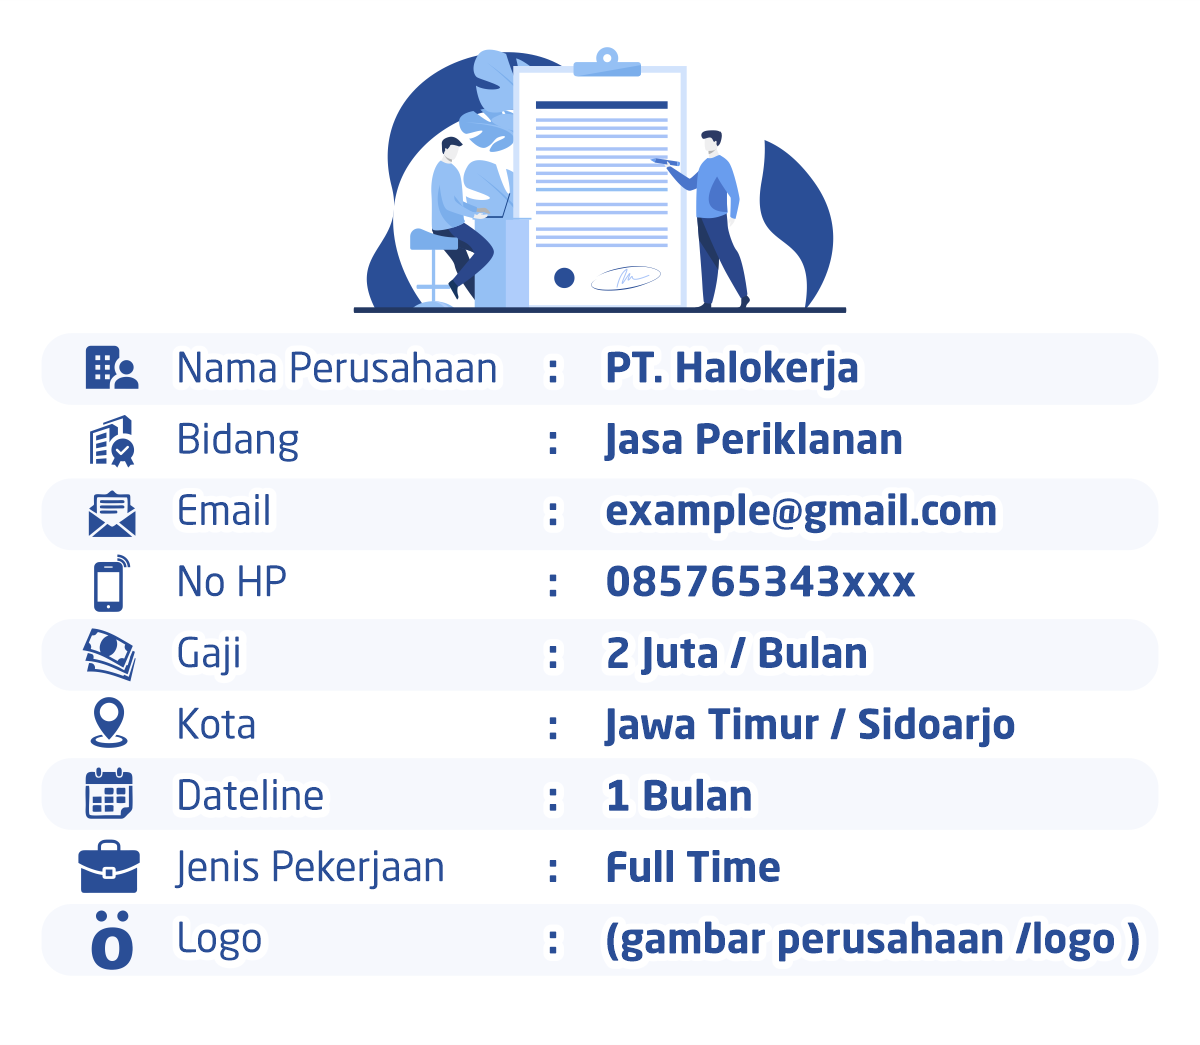 Nama Perusahaan : PT. Halokerja
Bidang : Jasa Periklanan
Email : example@gmail.com
No HP : 085765343xxx
Gaji : 2 Juta / Bulan
Kota : Jawa Timur / Sidoarjo
Dateline : 1 Bulan
Jenis Pekerjaan : Full Time
ö Logo : (gambar perusahaan /logo )